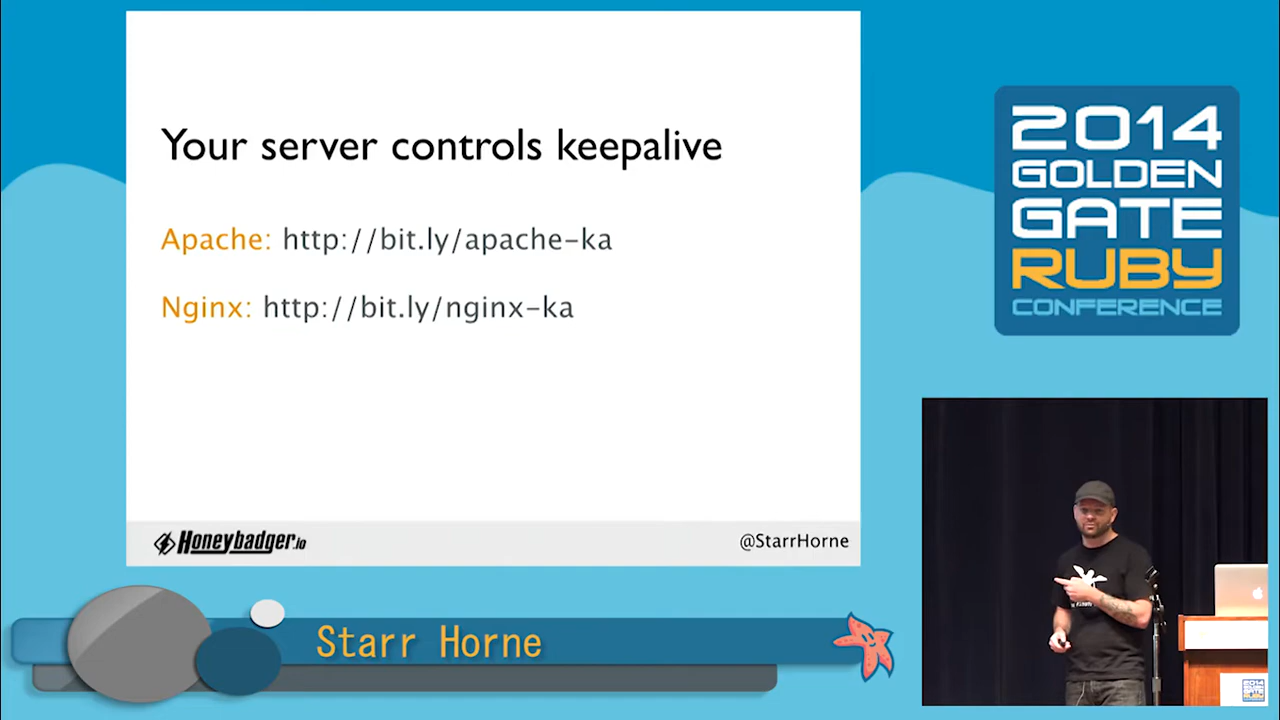 Your server controls keepalive
Apache: http://bit.ly/apache-ka
Nginx: http://bit.ly/nginx-ka
Honeybadger.io
@StarrHorne
2014
GOLDEN
GATE
RUBY
CONFERENCE
Starr Horne